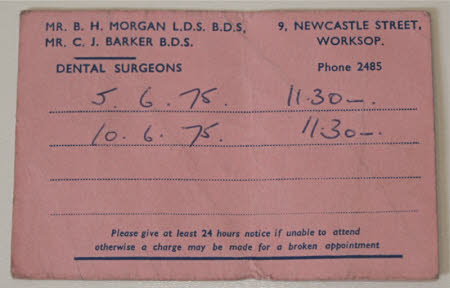 MR. B. H. MORGAN L.D.S. B.D.S, 9, NEWCASTLE STREET,
MR. C. J. BARKER B.D.S. WORKSOP.
DENTAL SURGEONS Phone 2485
5. 6. 75. 11.30—.
10. 6. 75. 11.30—.
Please give at least 24 hours notice if unable to attend
otherwise a charge may be made for a broken appointment